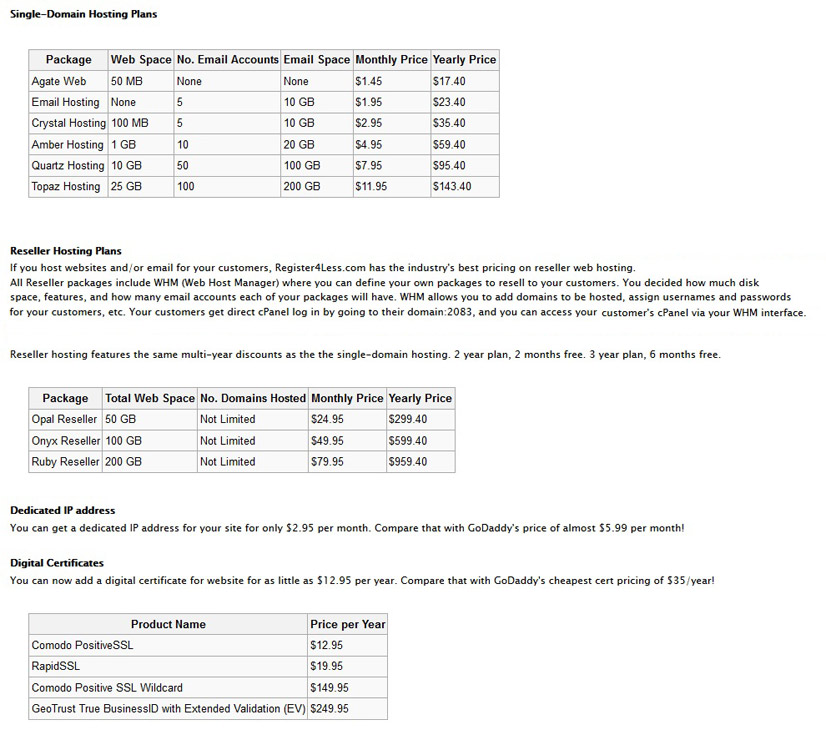 Single-Domain Hosting Plans
Package Web Space No. Email Accounts Email Space Monthly Price Yearly Price
Agate Web 50 MB None None $1.45 $17.40
Email Hosting None 5 10 GB $1.95 $23.40
Crystal Hosting 100 MB 5 10 GB $2.95 $35.40
Amber Hosting 1 GB 10 20 GB $4.95 $59.40
Quartz Hosting 10 GB 50 100 GB $7.95 $95.40
Topaz Hosting 25 GB 100 200 GB $11.95 $143.40
Reseller Hosting Plans
If you host websites and/or email for your customers, Register4Less.com has the industry's best pricing on reseller web hosting.
All Reseller packages include WHM (Web Host Manager) where you can define your own packages to resell to your customers. You decided how much disk
space, features, and how many email accounts each of your packages will have. WHM allows you to add domains to be hosted, assign usernames and passwords
for your customers, etc. Your customers get direct cPanel log in by going to their domain:2083, and you can access your customer's cPanel via your WHM interface.
Reseller hosting features the same multi-year discounts as the the single-domain hosting. 2 year plan, 2 months free. 3 year plan, 6 months free.
Package Total Web Space No. Domains Hosted Monthly Price Yearly Price
Opal Reseller 50 GB Not Limited $24.95 $299.40
Onyx Reseller 100 GB Not Limited $49.95 $599.40
Ruby Reseller 200 GB Not Limited $79.95 $959.40
Dedicated IP address
You can get a dedicated IP address for your site for only $2.95 per month. Compare that with GoDaddy's price of almost $5.99 per month!
Digital Certificates
You can now add a digital certificate for website for as little as $12.95 per year. Compare that with GoDaddy's cheapest cert pricing of $35/year!
Product Name Price per Year
Comodo PositiveSSL $12.95
RapidSSL $19.95
Comodo Positive SSL Wildcard $149.95
GeoTrust True BusinessID with Extended Validation (EV) $249.95